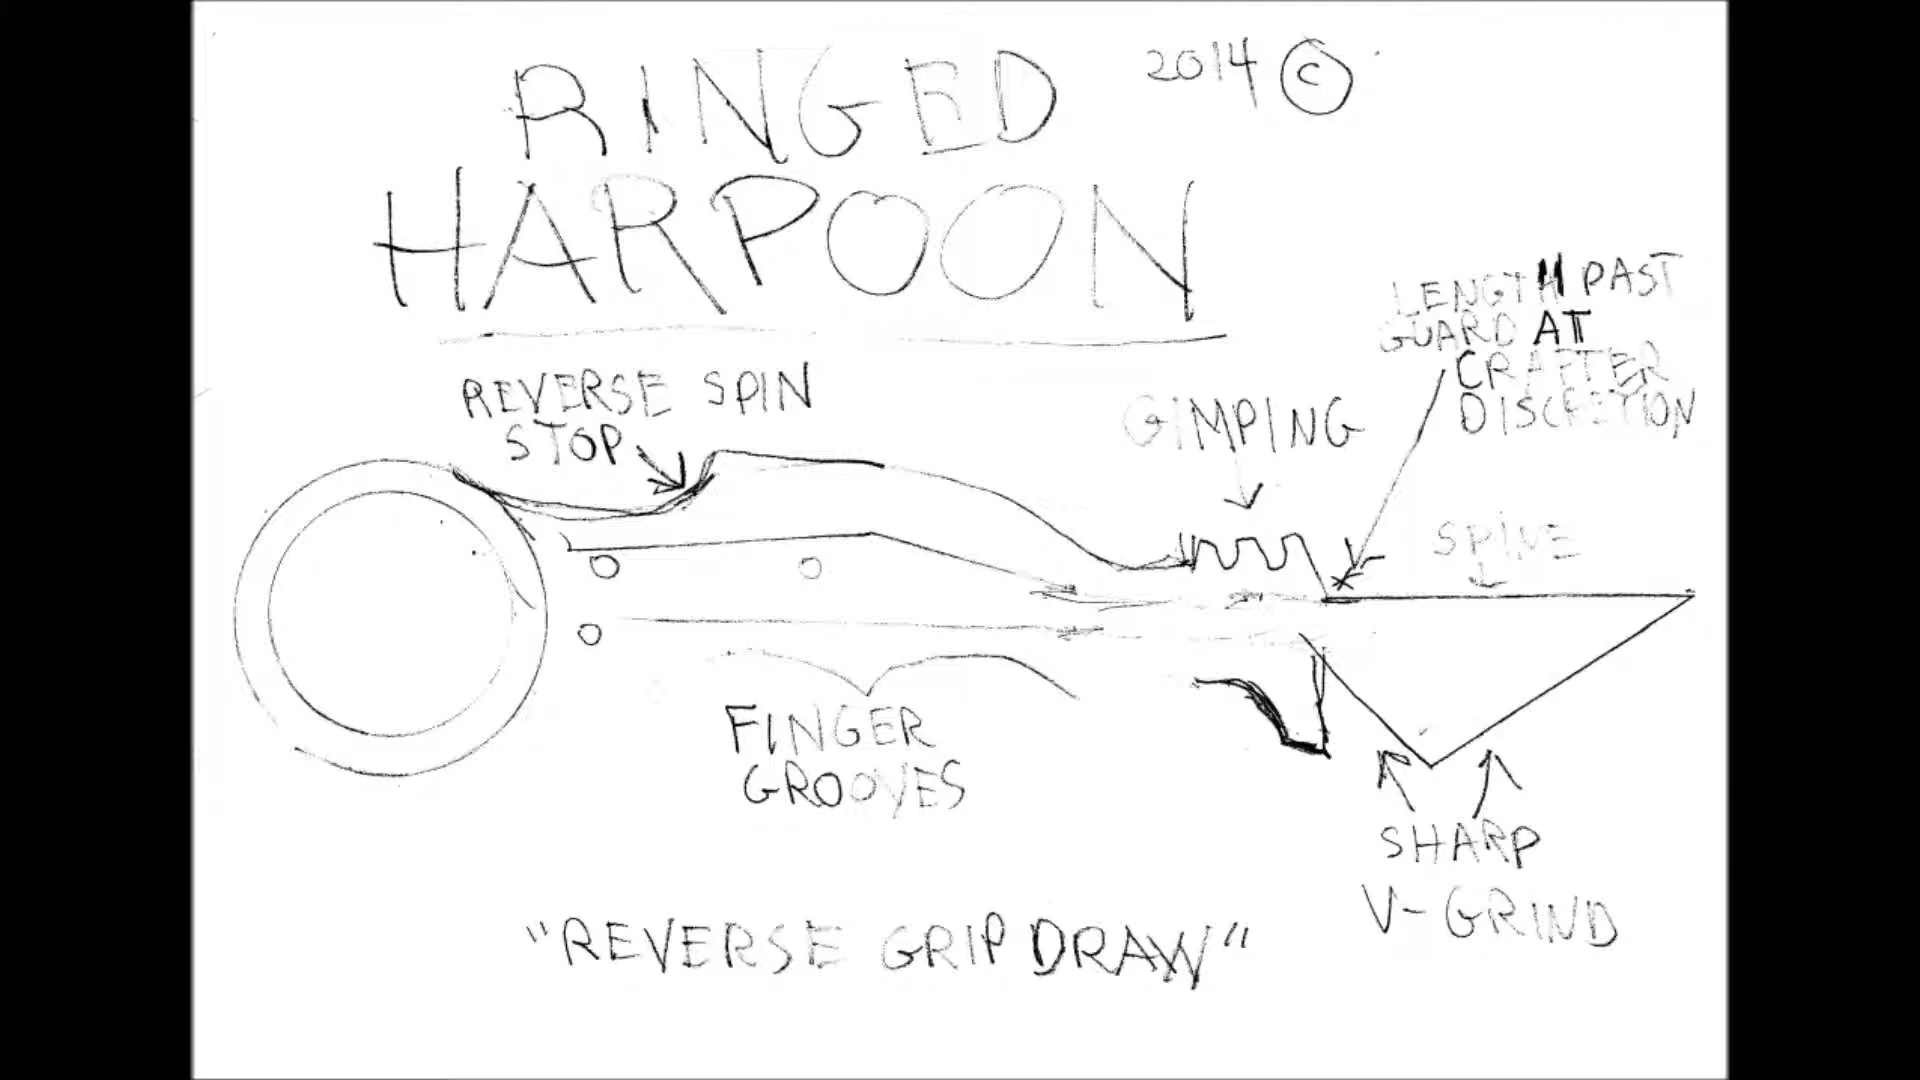 RINGED
HARPOON
2014 ©
LENGTH PAST
GUARD AT
CRAFTER
DISCRETION
REVERSE SPIN
STOP
GIMPING
SPINE
FINGER
GROOVES
SHARP
V-GRIND
"REVERSE GRIP DRAW"